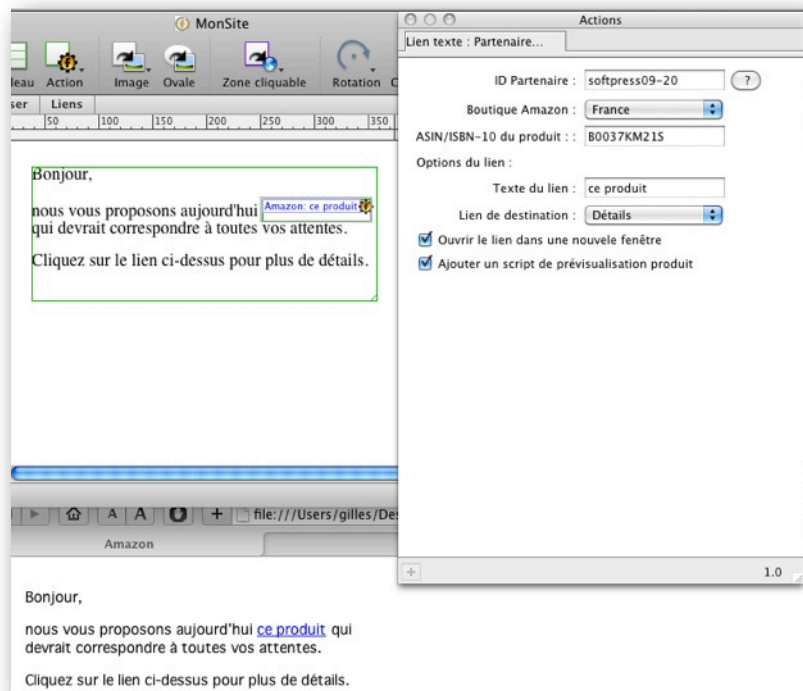 MonSite
Actions
Lien texte : Partenaire...
eau Action Image Ovale Zone cliquable Rotation C
ser Liens
50 100 150 200 250 300 350
ID Partenaire : softpress09-20 ?
Boutique Amazon : France
ASIN/ISBN-10 du produit : : B0037KM21S
Options du lien :
Texte du lien : ce produit
Lien de destination : Détails
Ouvrir le lien dans une nouvelle fenêtre
Ajouter un script de prévisualisation produit
Bonjour,
nous vous proposons aujourd'hui Amazon: ce produit
qui devrait correspondre à toutes vos attentes.
Cliquez sur le lien ci-dessus pour plus de détails.
A A + file:///Users/gilles/Des
Amazon
+ 1.0
Bonjour,
nous vous proposons aujourd'hui ce produit qui
devrait correspondre à toutes vos attentes.
Cliquez sur le lien ci-dessus pour plus de détails.